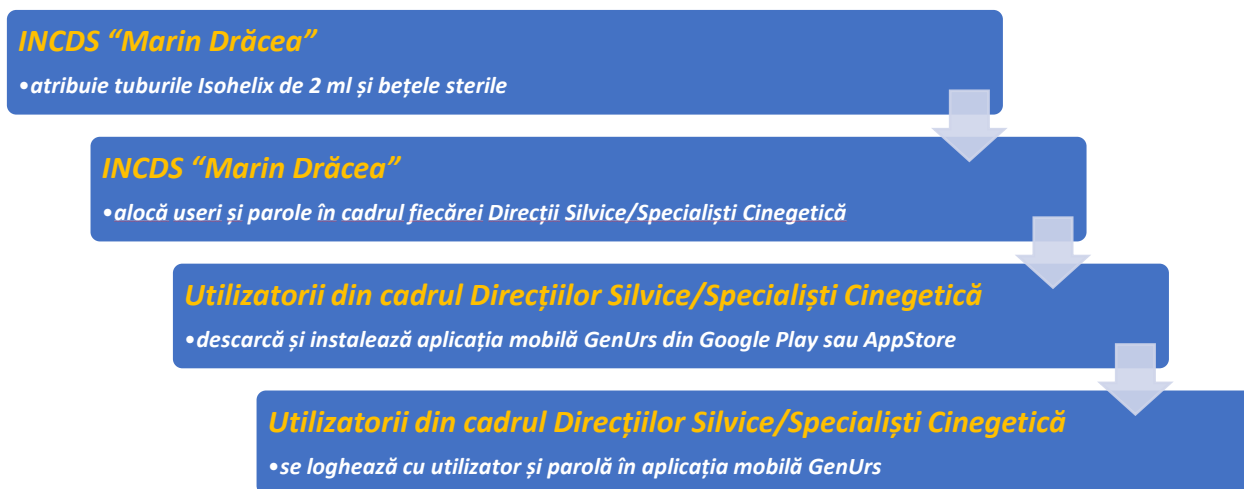 INCDS “Marin Drăcea”
•atribuie tuburile Isohelix de 2 ml și bețele sterile
INCDS “Marin Drăcea”
•alocă useri și parole în cadrul fiecărei Direcții Silvice/Specialiști Cinegetică
Utilizatorii din cadrul Direcțiilor Silvice/Specialiști Cinegetică
•descarcă și instalează aplicația mobilă GenUrs din Google Play sau AppStore
Utilizatorii din cadrul Direcțiilor Silvice/Specialiști Cinegetică
•se loghează cu utilizator și parolă în aplicația mobilă GenUrs